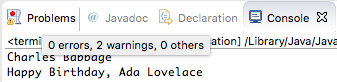 Problems @ Javadoc Declaration Console
<termi ation] /Library/Java/Java
0 errors, 2 warnings, 0 others
Charles Babbage
Happy Birthday, Ada Lovelace